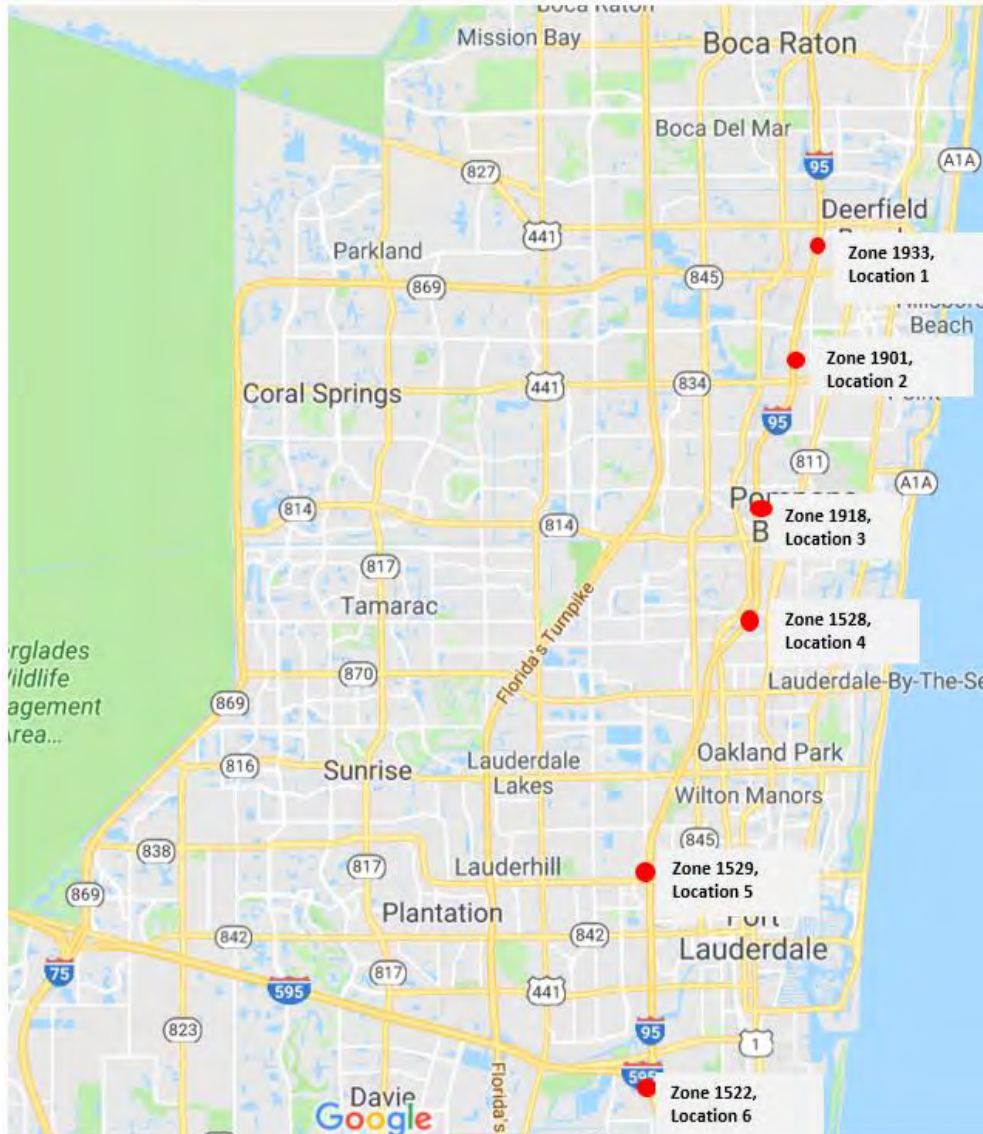 Boca Raton
Mission Bay
Boca Raton
Boca Del Mar
95
A1A
827
Deerfield
441
Parkland
Zone 1933,
Location 1
845
869
Beach
Zone 1901,
Location 2
441
834
Coral Springs
95
811
A1A
814
814
Zone 1918,
Location 3
817
Tamarac
Florida's Turnpike
Zone 1528,
Location 4
erglades
870
Lauderdale-By-The-Se
869
Oakland Park
816
Sunrise
Lauderdale
Lakes
Wilton Manors
838
817
845
Lauderhill
Zone 1529,
Location 5
869
Plantation
842
842
Lauderdale
75
817
595
441
823
95
1
595
Florida's
Davie
Google
Zone 1522,
Location 6